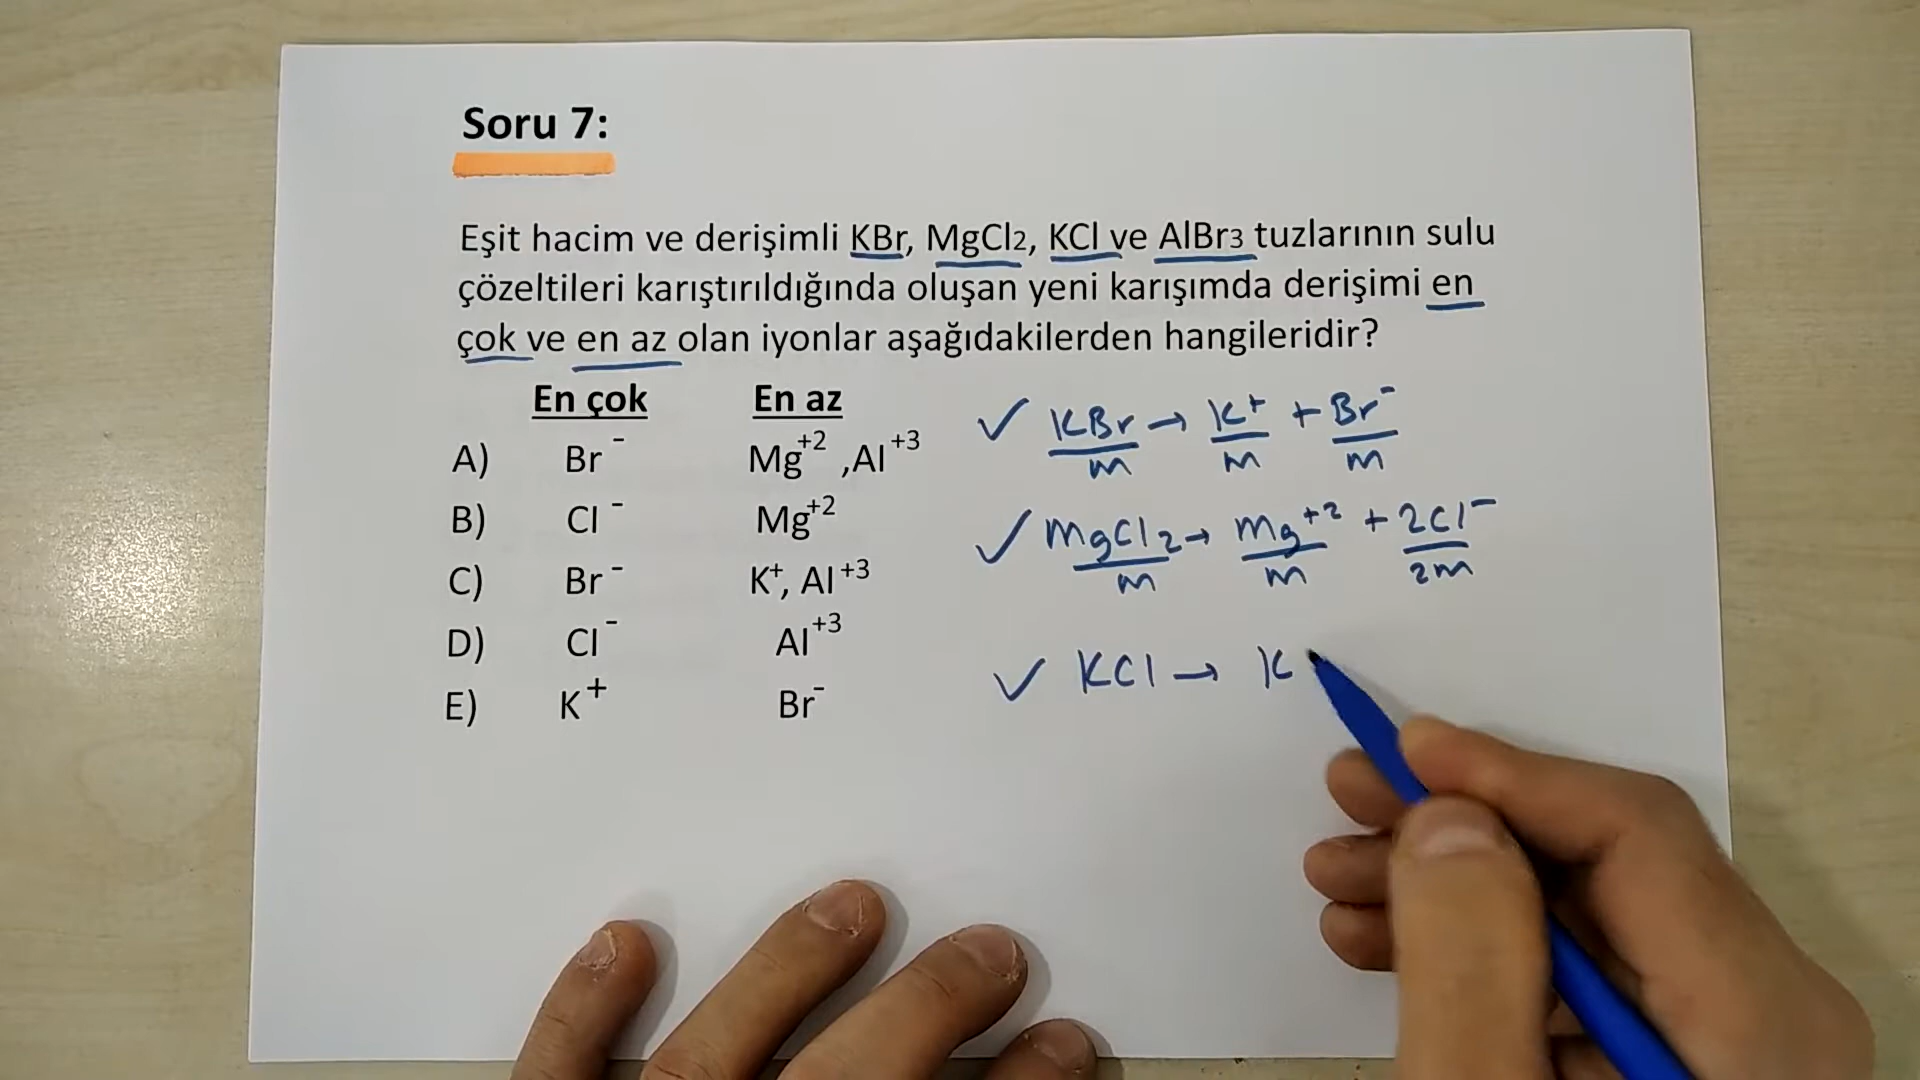 Soru 7:
Eşit hacim ve derişimli KBr, MgCl2, KCl ve AlBr3 tuzlarının sulu
çözeltileri karıştırıldığında oluşan yeni karışımda derişimi en
çok ve en az olan iyonlar aşağıdakilerden hangileridir?
En çok En az
A) Br⁻ Mg⁺² ,Al⁺³
B) Cl⁻ Mg⁺²
C) Br⁻ K⁺, Al⁺³
D) Cl⁻ Al⁺³
E) K⁺ Br⁻
✓ KBr → K⁺ + Br⁻
m m m
✓ MgCl₂ → Mg⁺² + 2Cl⁻
m m 2m
✓ KCl → K